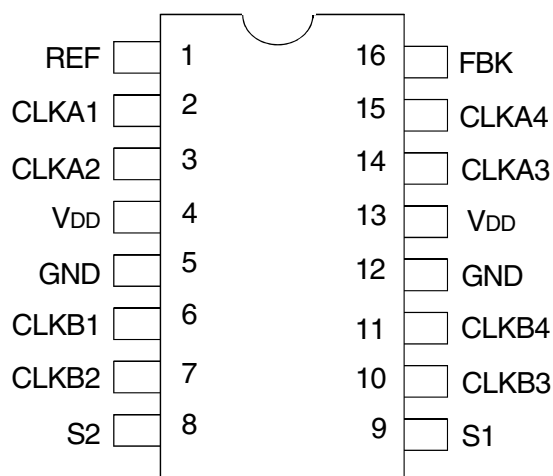 REF 1 16 FBK
CLKA1 2 15 CLKA4
CLKA2 3 14 CLKA3
VDD 4 13 VDD
GND 5 12 GND
CLKB1 6 11 CLKB4
CLKB2 7 10 CLKB3
S2 8 9 S1